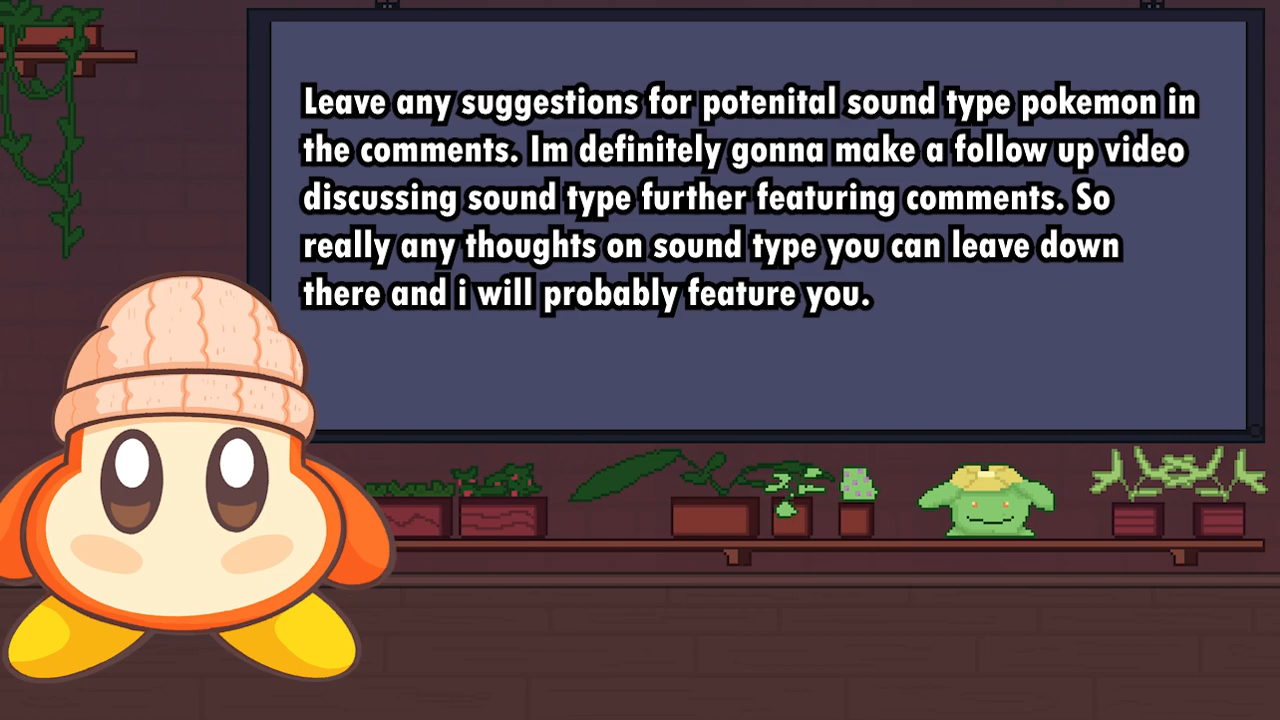 Leave any suggestions for potenital sound type pokemon in
the comments. Im definitely gonna make a follow up video
discussing sound type further featuring comments. So
really any thoughts on sound type you can leave down
there and i will probably feature you.